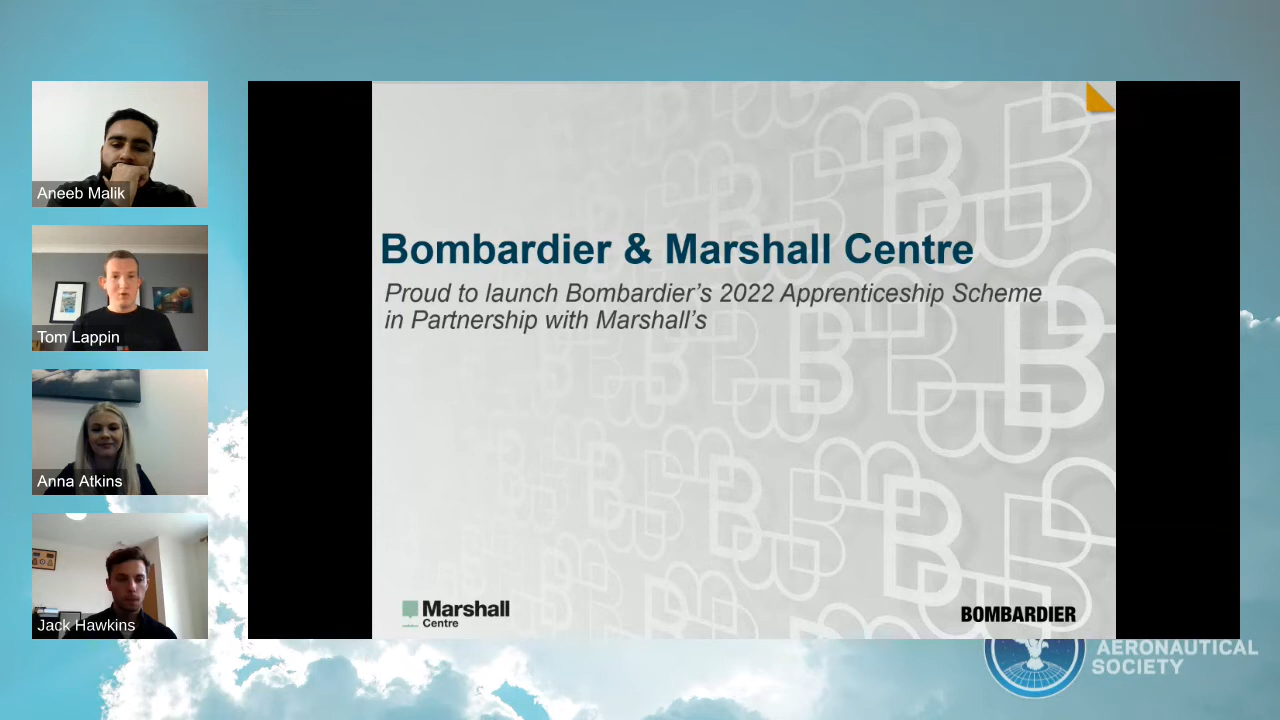 Aneeb Malik
Tom Lappin
Anna Atkins
Jack Hawkins
Bombardier & Marshall Centre
Proud to launch Bombardier's 2022 Apprenticeship Scheme
in Partnership with Marshall's
Marshall
Centre
BOMBARDIER
AERONAUTICAL
SOCIETY